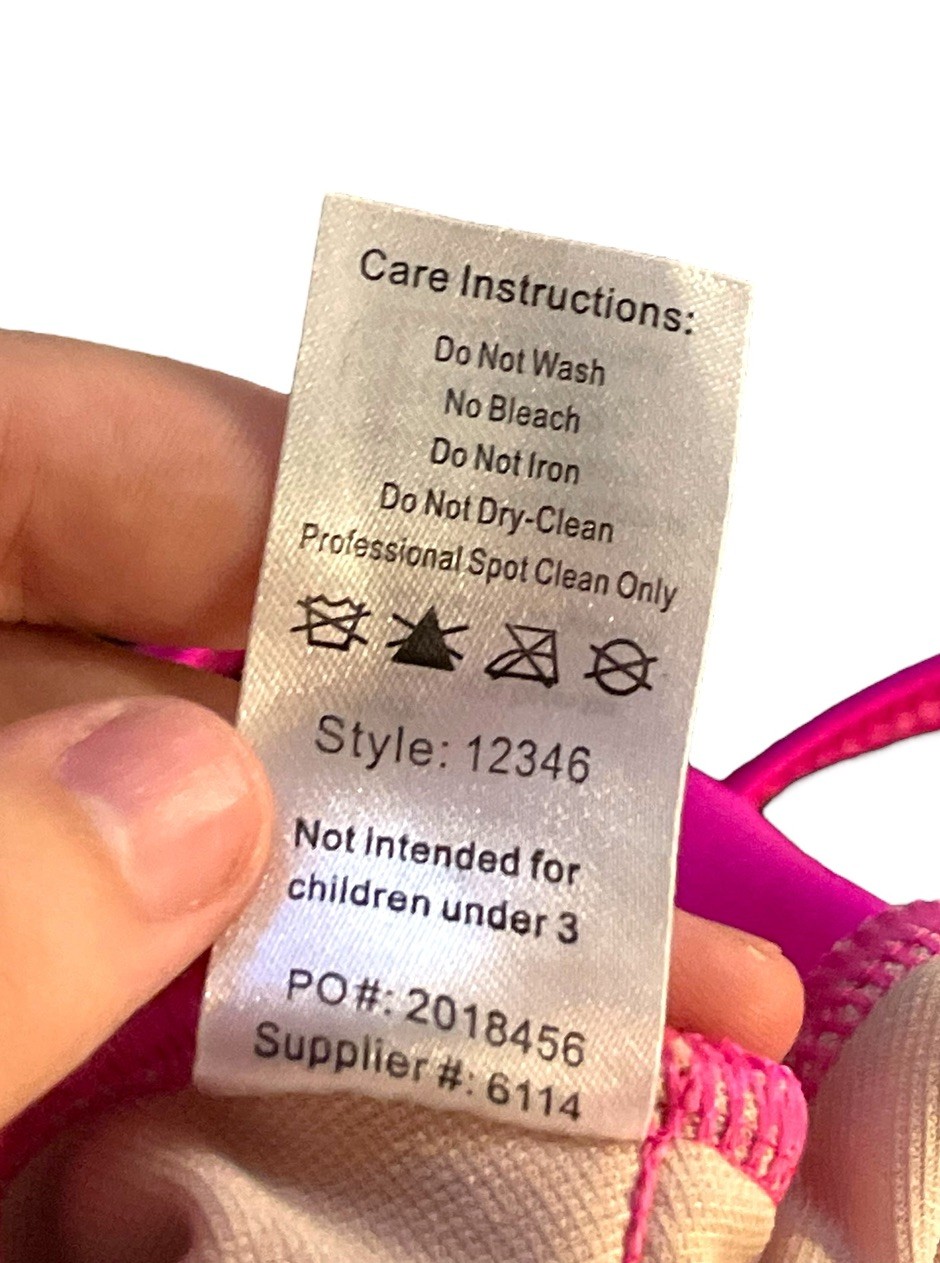 Care Instructions:
Do Not Wash
No Bleach
Do Not Iron
Do Not Dry-Clean
Professional Spot Clean Only
Style: 12346
Not intended for
children under 3
PO#: 2018456
Supplier #: 6114